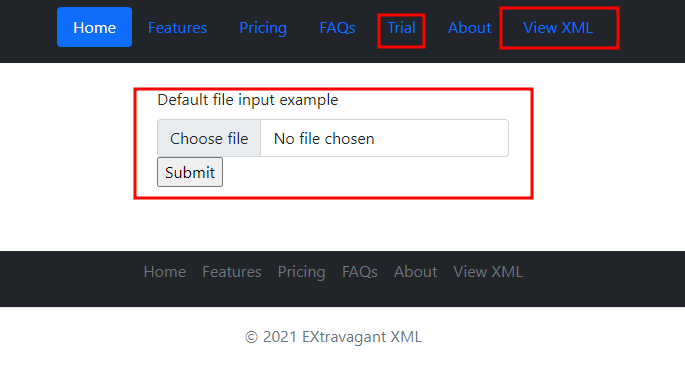 Home Features Pricing FAQs Trial About View XML
Default file input example
Choose file No file chosen
Submit
Home Features Pricing FAQs About View XML
© 2021 EXtravagant XML